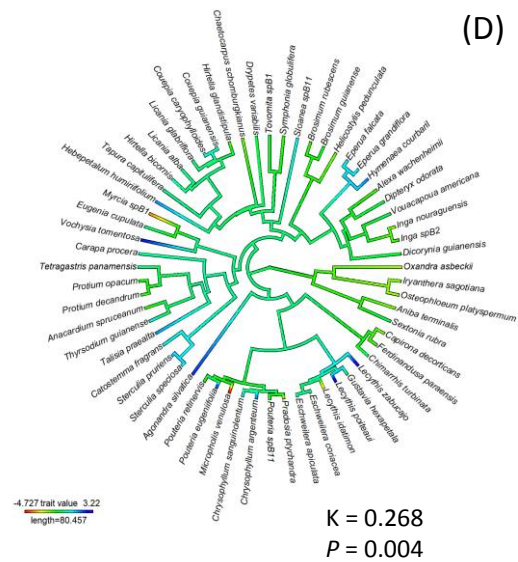 (D)
Chaetocarpus schomburgkianus
Drypetes variabilis
Tovomita spB1
Symphonia globulifera
Sloanea spB11
Brosimum rubescens
Brosimum guianense
Helicostylis pedunculata
Eperua falcata
Eperua grandiflora
Hymenaea courbaril
Alexa wachenheimii
Dipteryx odorata
Vouacapoua americana
Inga nouraguensis
Inga spB2
Dicorynia guianensis
Oxandra asbeckii
Iryanthera sagotiana
Osteophloeum platyspermum
Aniba terminalis
Sextonia rubra
Capirona decorticans
Ferdinandusa paraensis
Chimarrhis turbinata
Lecythis zabucajo
Gustavia hexapetala
Lecythis poiteaui
Lecythis idatimon
Eschweilera coriacea
Eschweilera apiculata
Pradosa ptychandra
Pouteria spB11
Chrysophyllum argenteum
Chrysophyllum sanguinolentum
Micropholis venulosa
Pouteria eugeniifolia
Pouteria retinervis
Agonandra silvatica
Sterculia speciosa
Sterculia pruriens
Catostemma fragrans
Talisia praealta
Thyrsodium guianense
Anacardium spruceanum
Protium decandrum
Protium opacum
Tetragastris panamensis
Carapa procera
Vochysia tomentosa
Eugenia cupulata
Myrcia spB1
Hebepetalum humiriifolium
Tapura capitulifera
Hirtella bicornis
Licania alba
Licania glabriflora
Couepia caryophylloides
Couepia guianensis
Hirtella glandistipula
-4.727 trait value 3.22
length=80.457
K = 0.268
P = 0.004